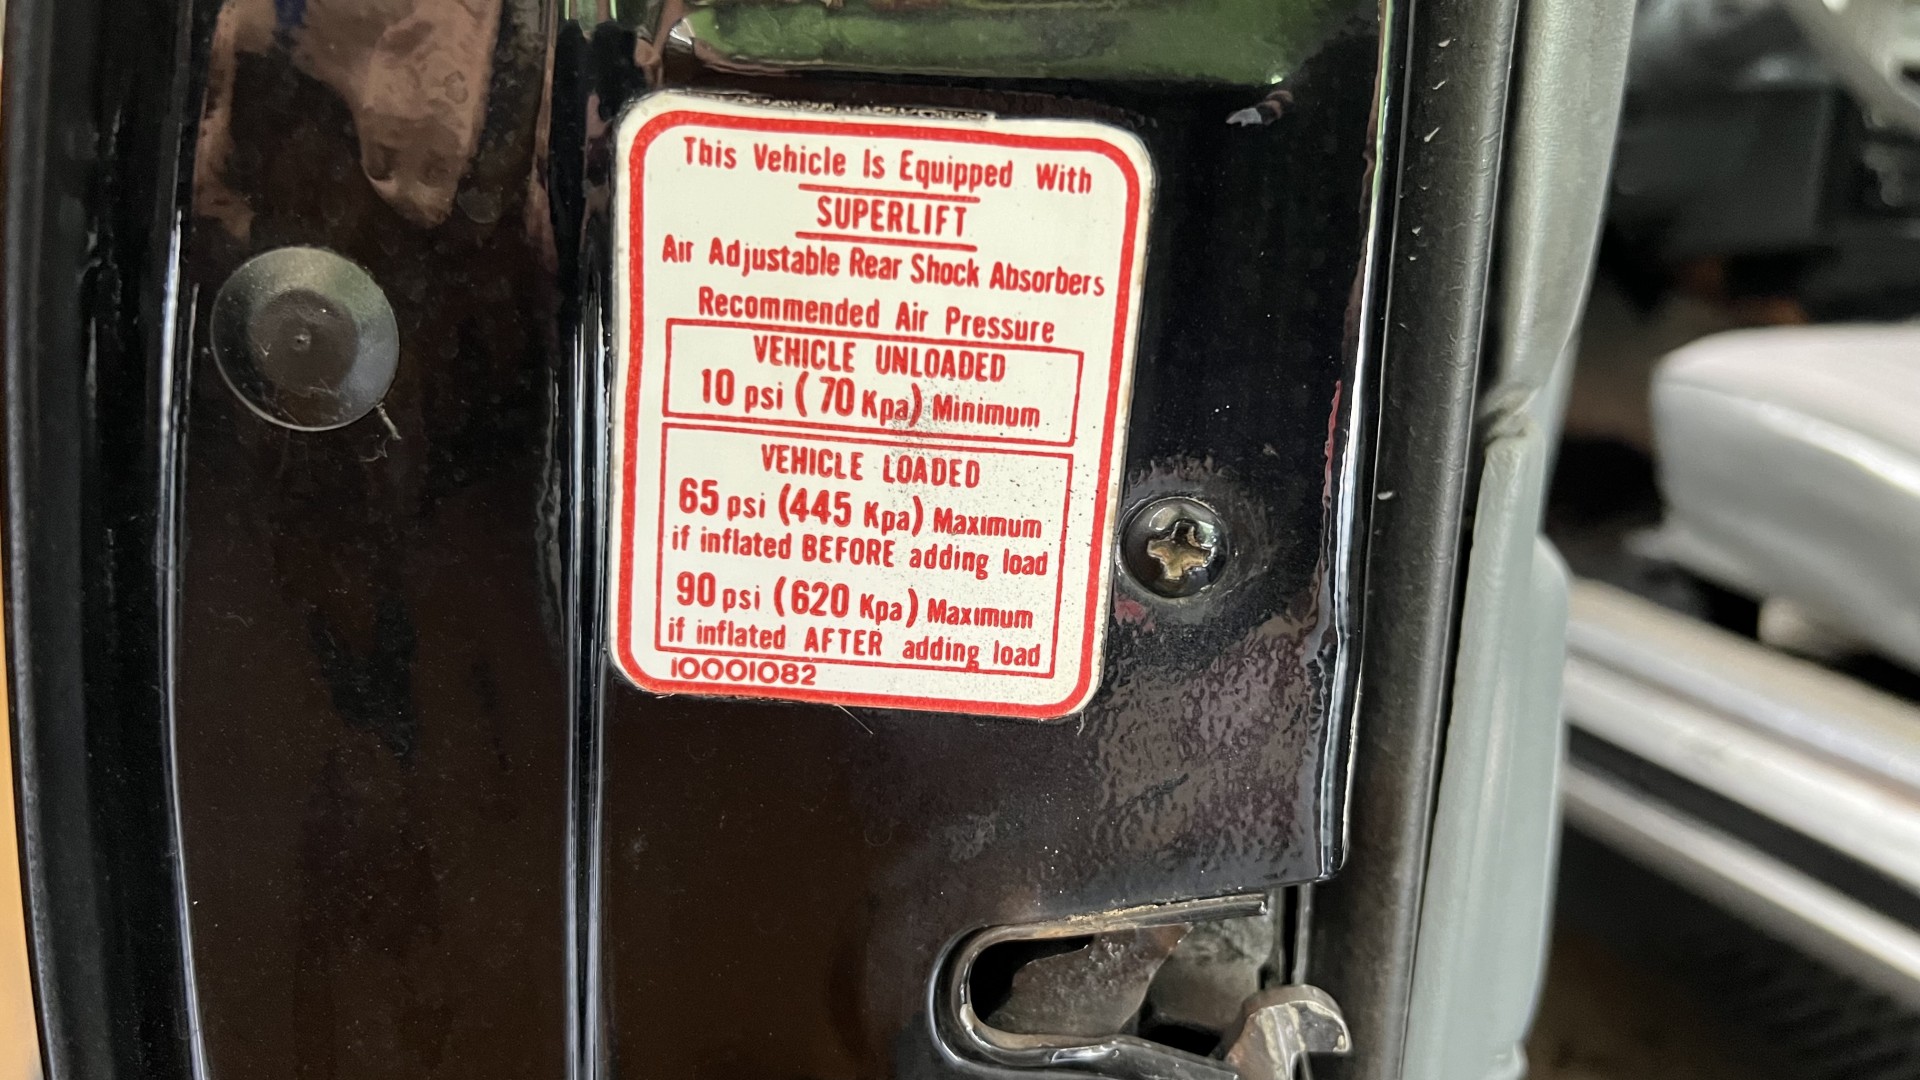 This Vehicle Is Equipped With
SUPERLIFT
Air Adjustable Rear Shock Absorbers
Recommended Air Pressure
VEHICLE UNLOADED
10 psi (70 Kpa) Minimum
VEHICLE LOADED
65 psi (445 Kpa) Maximum
if inflated BEFORE adding load
90 psi (620 Kpa) Maximum
if inflated AFTER adding load
10001082